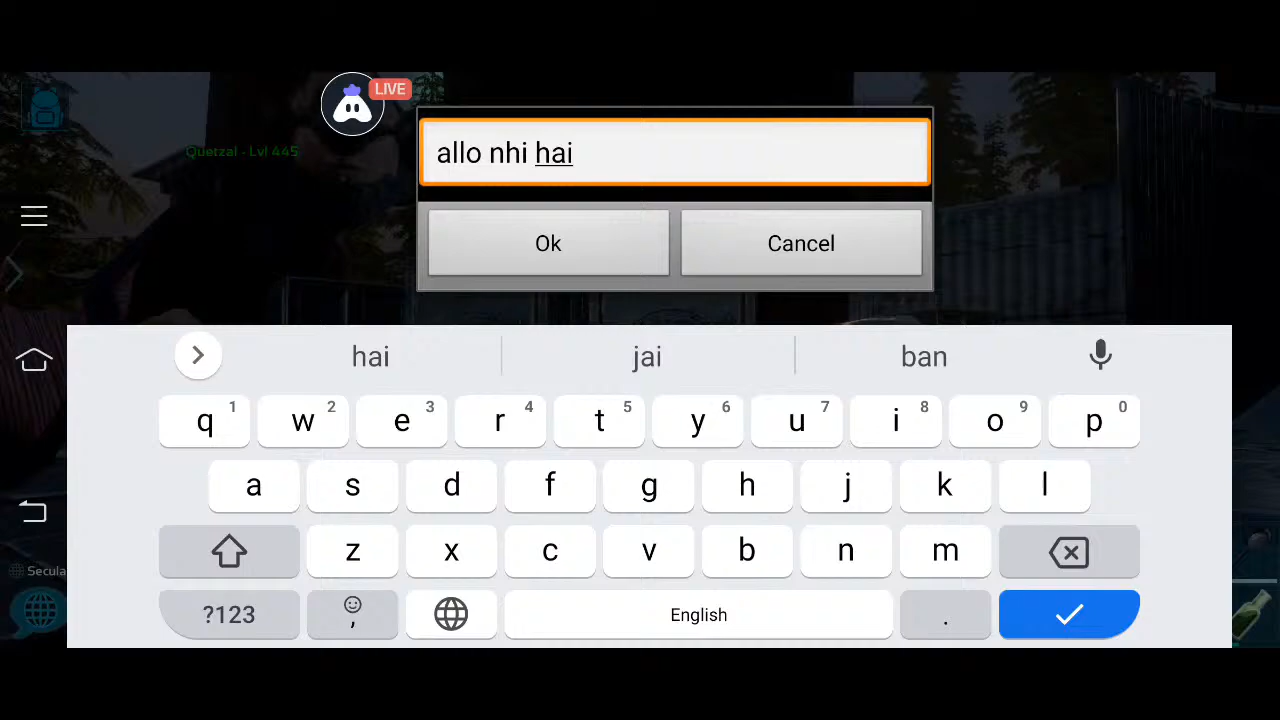 LIVE
Quetzal - Lvl 445
allo nhi hai
Ok Cancel
hai jai ban
q 1 w 2 e 3 r 4 t 5 y 6 u 7 i 8 o 9 p 0
a s d f g h j k l
z x c v b n m
Secula
?123 , English .